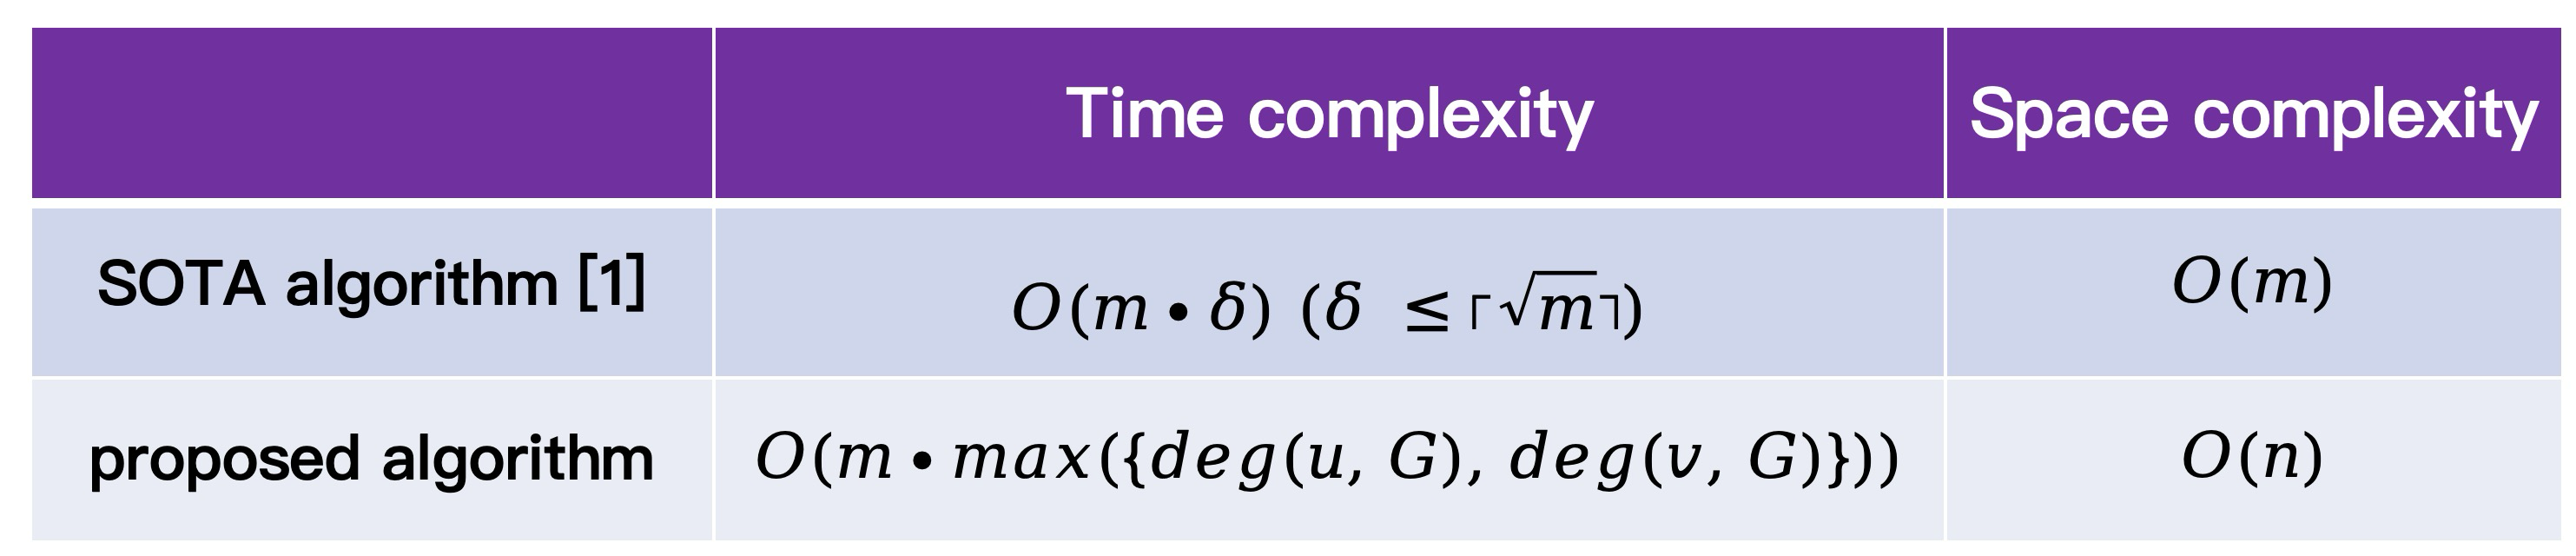 Time complexity Space complexity
SOTA algorithm [1] O(m • δ) (δ ≤ ⌈√m⌉) O(m)
proposed algorithm O(m • max({deg(u, G), deg(v, G)})) O(n)